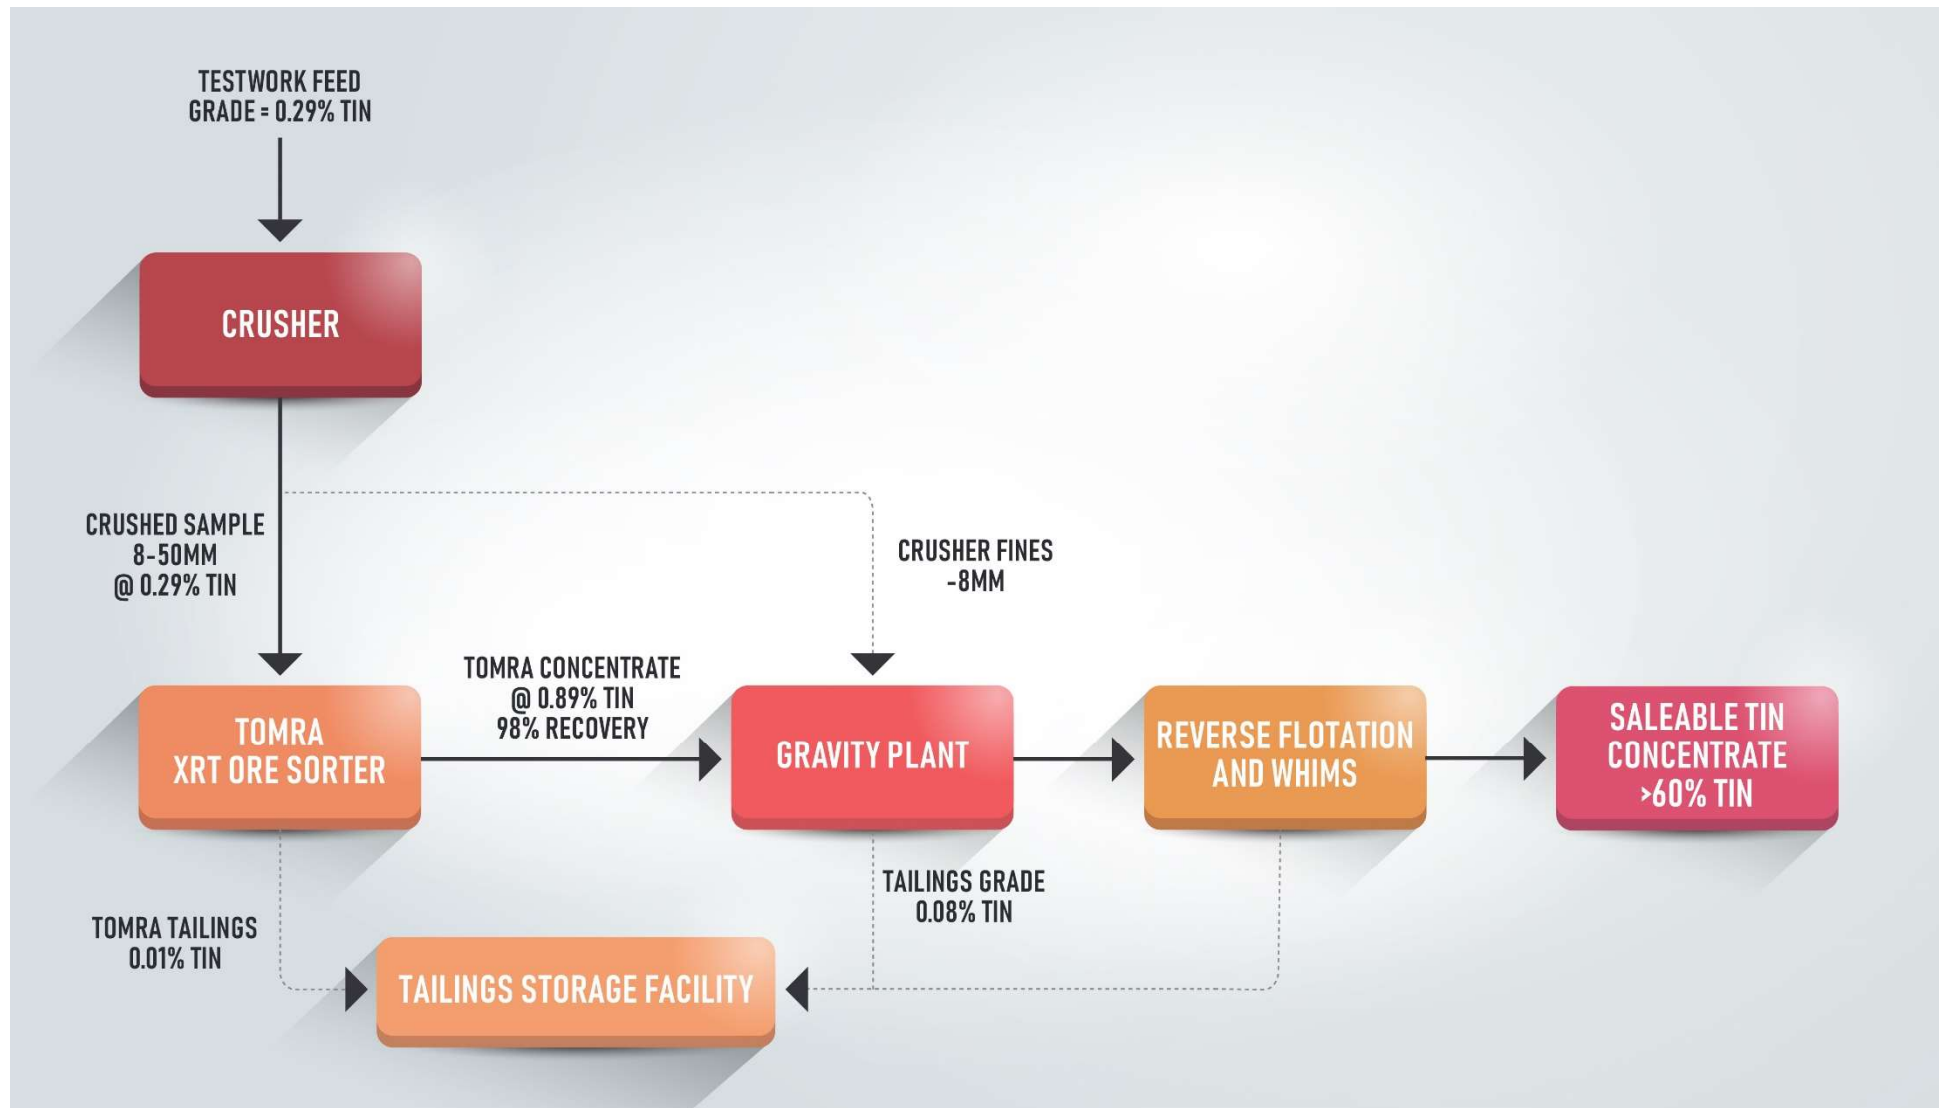 TESTWORK FEED
GRADE = 0.29% TIN
CRUSHER
CRUSHED SAMPLE
8-50MM
@ 0.29% TIN
CRUSHER FINES
-8MM
TOMRA CONCENTRATE
@ 0.89% TIN
98% RECOVERY
TOMRA
XRT ORE SORTER
GRAVITY PLANT
REVERSE FLOTATION
AND WHIMS
SALEABLE TIN
CONCENTRATE
>60% TIN
TOMRA TAILINGS
0.01% TIN
TAILINGS GRADE
0.08% TIN
TAILINGS STORAGE FACILITY